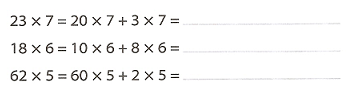 23 × 7 = 20 × 7 + 3 × 7 =
18 × 6 = 10 × 6 + 8 × 6 =
62 × 5 = 60 × 5 + 2 × 5 =